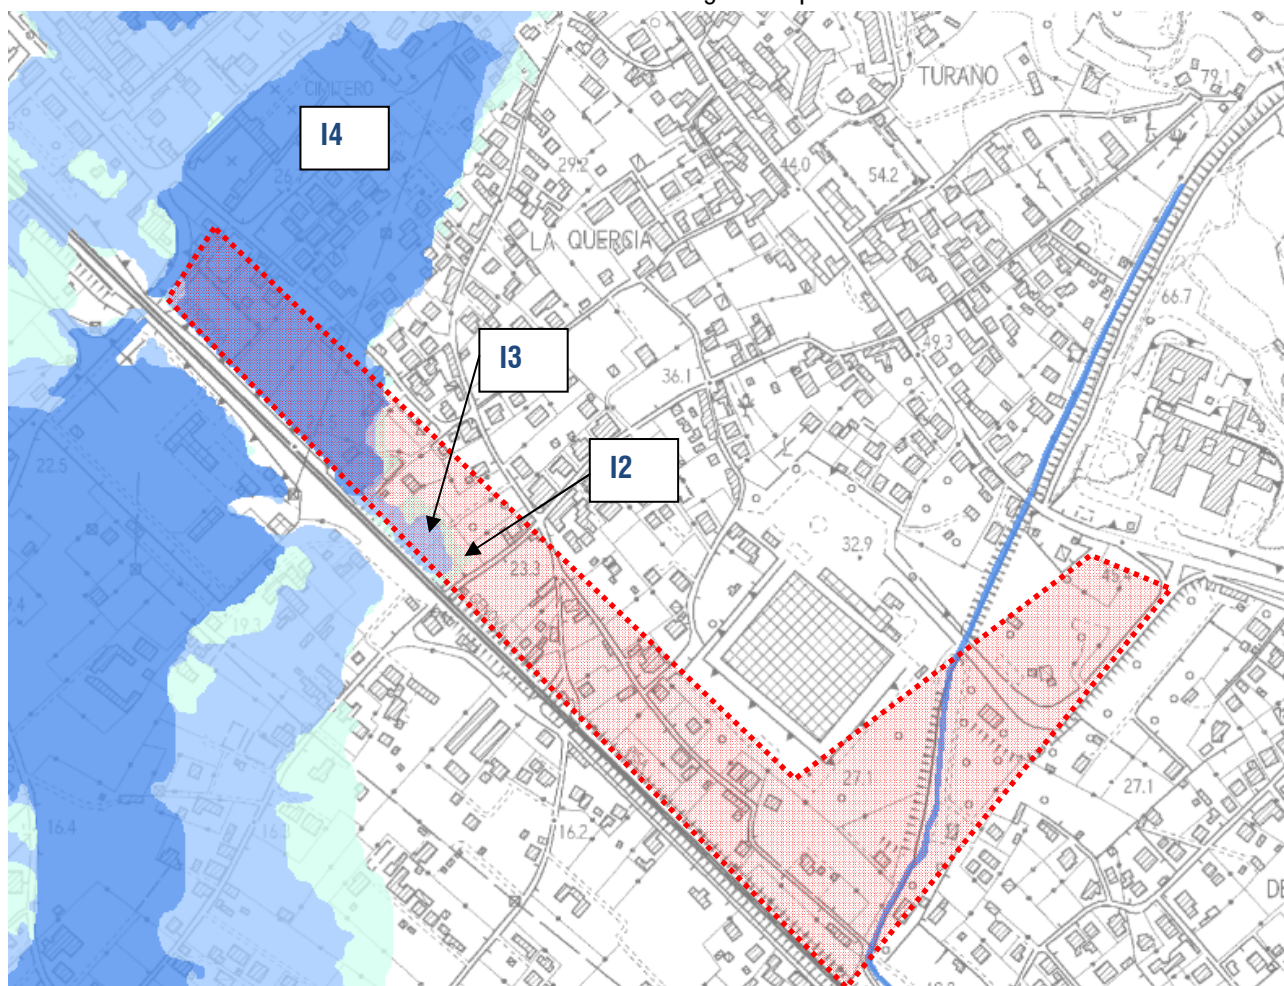 TURANO
79.1
CIMITERO
I4
29.2
44.0
54.2
LA QUERCIA
66.7
I3
49.3
36.1
I2
22.5
32.9
23.3
19.3
27.1
27.1
16.4
16.2
DE